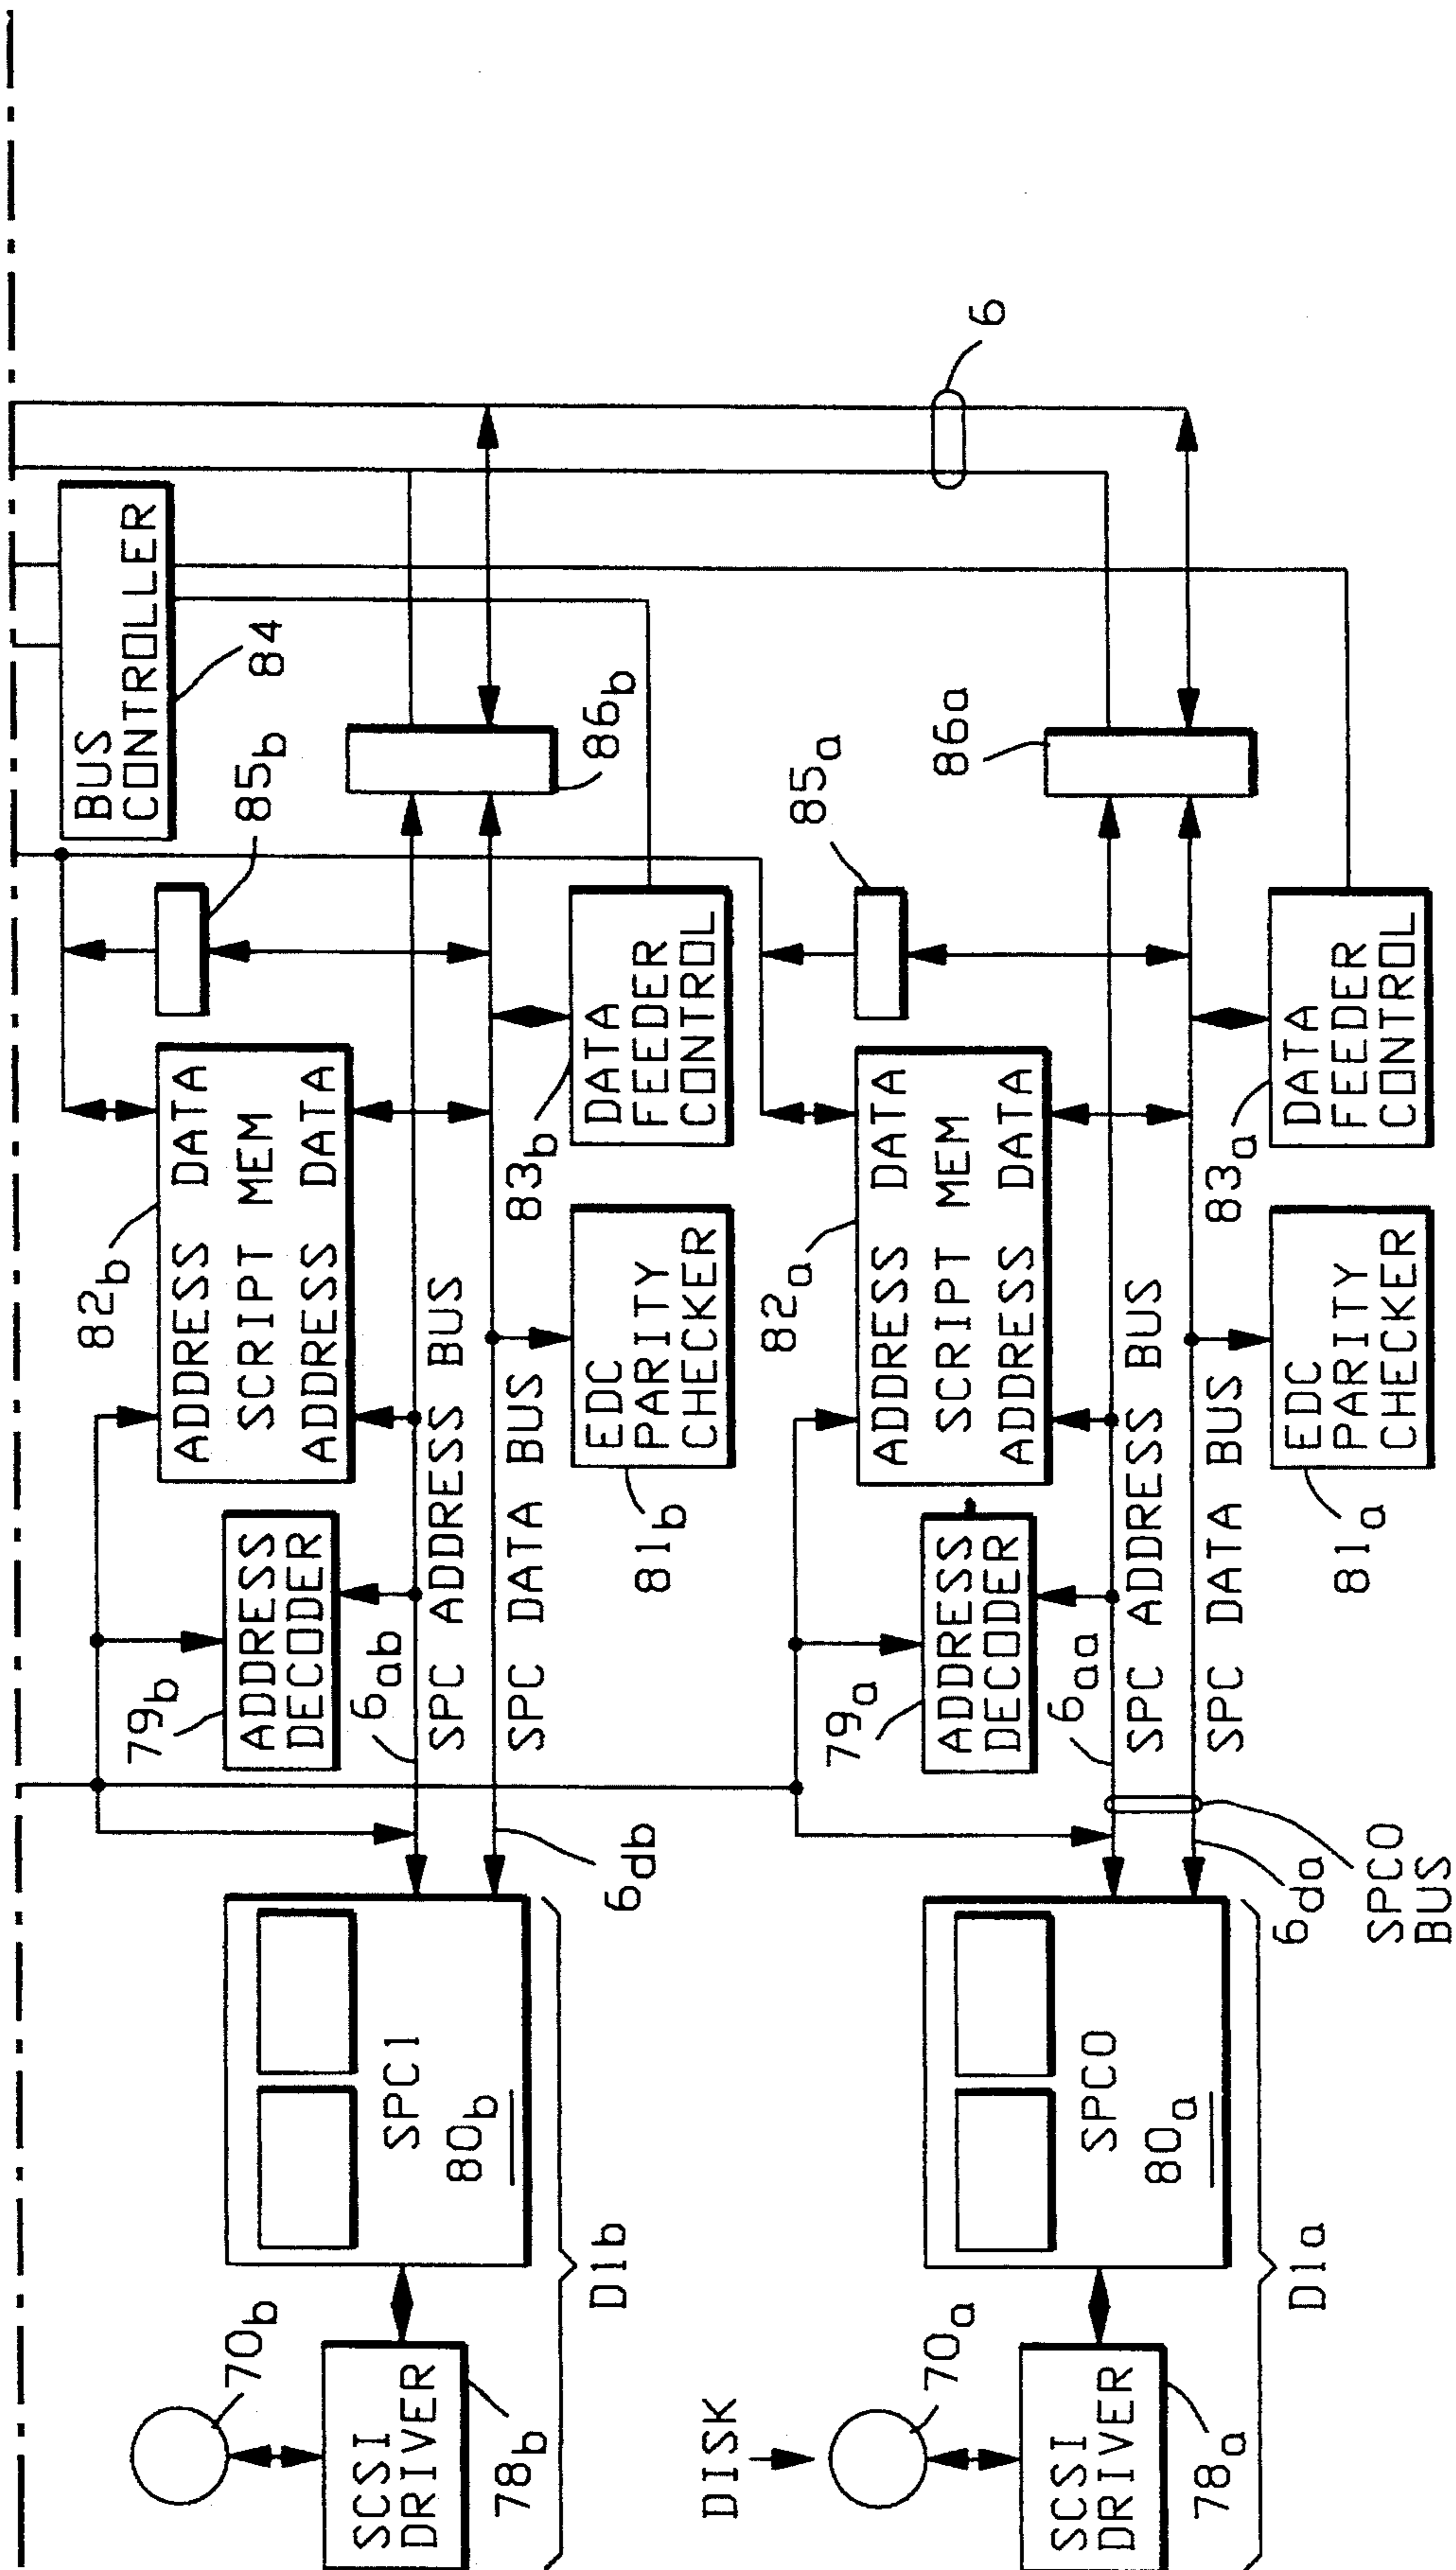 BUS
CONTROLLER
84
85b
86b
82b
ADDRESS DATA
SCRIPT MEM
ADDRESS DATA
79b
ADDRESS
DECODER
6ab
SPC ADDRESS BUS
SPC DATA BUS
6db
83b
DATA
FEEDER
CONTROL
81b
EDC
PARITY
CHECKER
SPC1
80b
70b
SCSI
DRIVER
78b
D1b
6
85a
86a
82a
ADDRESS DATA
SCRIPT MEM
ADDRESS DATA
79a
ADDRESS
DECODER
6aa
SPC ADDRESS BUS
SPC DATA BUS
6da
SPC0
BUS
83a
DATA
FEEDER
CONTROL
81a
EDC
PARITY
CHECKER
SPC0
80a
DISK
70a
SCSI
DRIVER
78a
D1a